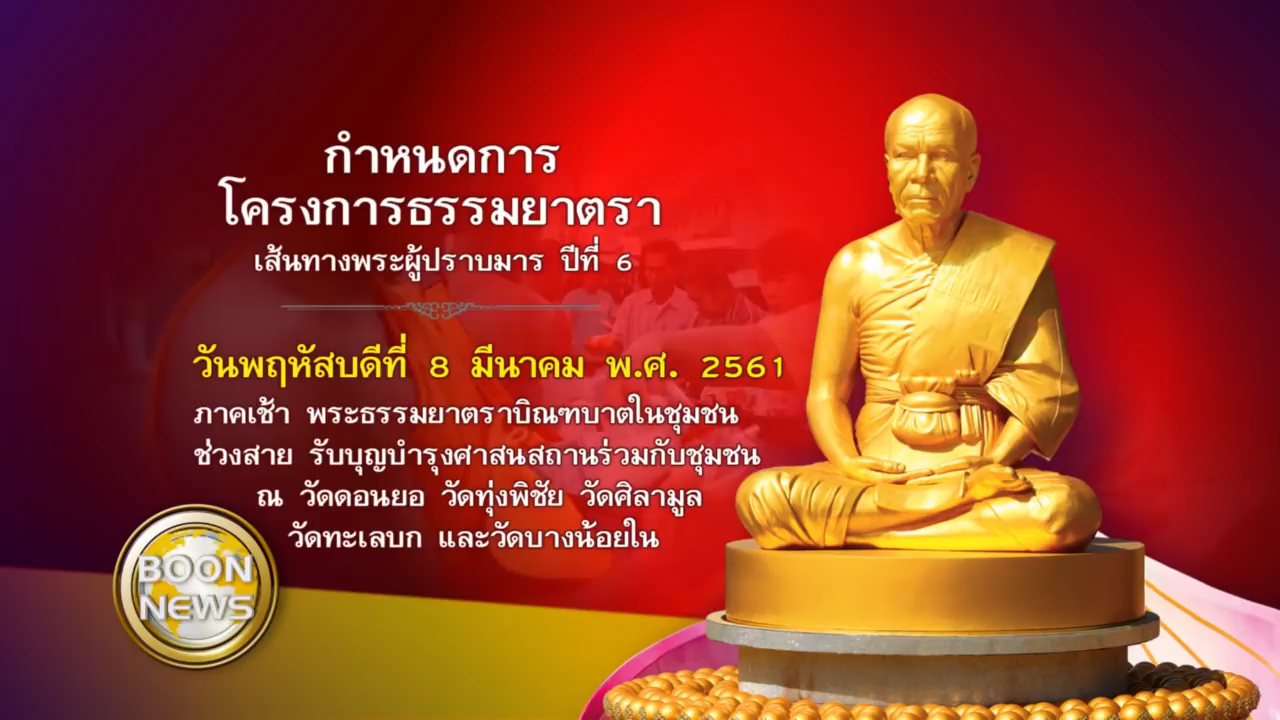 กำหนดการ
โครงการธรรมยาตรา
เส้นทางพระผู้ปราบมาร ปีที่ 6
วันพฤหัสบดีที่ 8 มีนาคม พ.ศ. 2561
ภาคเช้า พระธรรมยาตราบิณฑบาตในชุมชน
ช่วงสาย รับบุญบำรุงศาสนสถานร่วมกับชุมชน
ณ วัดดอนยอ วัดทุ่งพิชัย วัดศิลามูล
วัดทะเลบก และวัดบางน้อยใน
BOON
NEWS